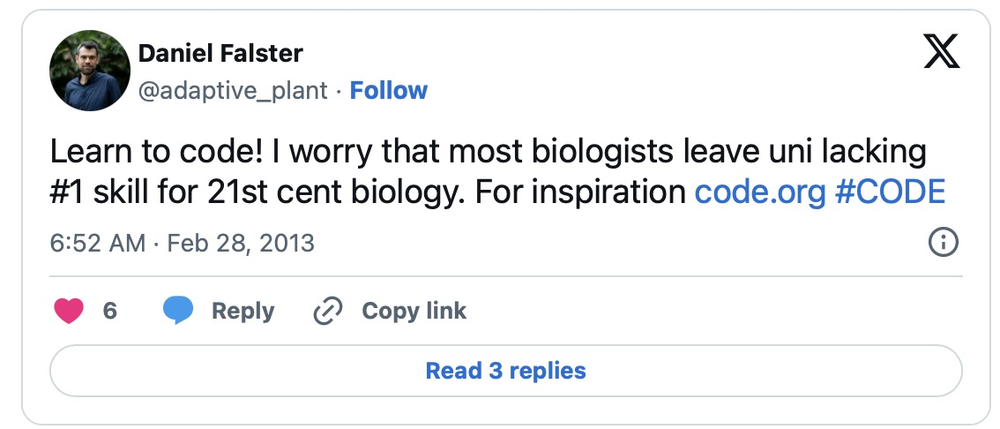 Daniel Falster
@adaptive_plant · Follow
Learn to code! I worry that most biologists leave uni lacking
#1 skill for 21st cent biology. For inspiration code.org #CODE
6:52 AM · Feb 28, 2013
6 Reply Copy link
Read 3 replies